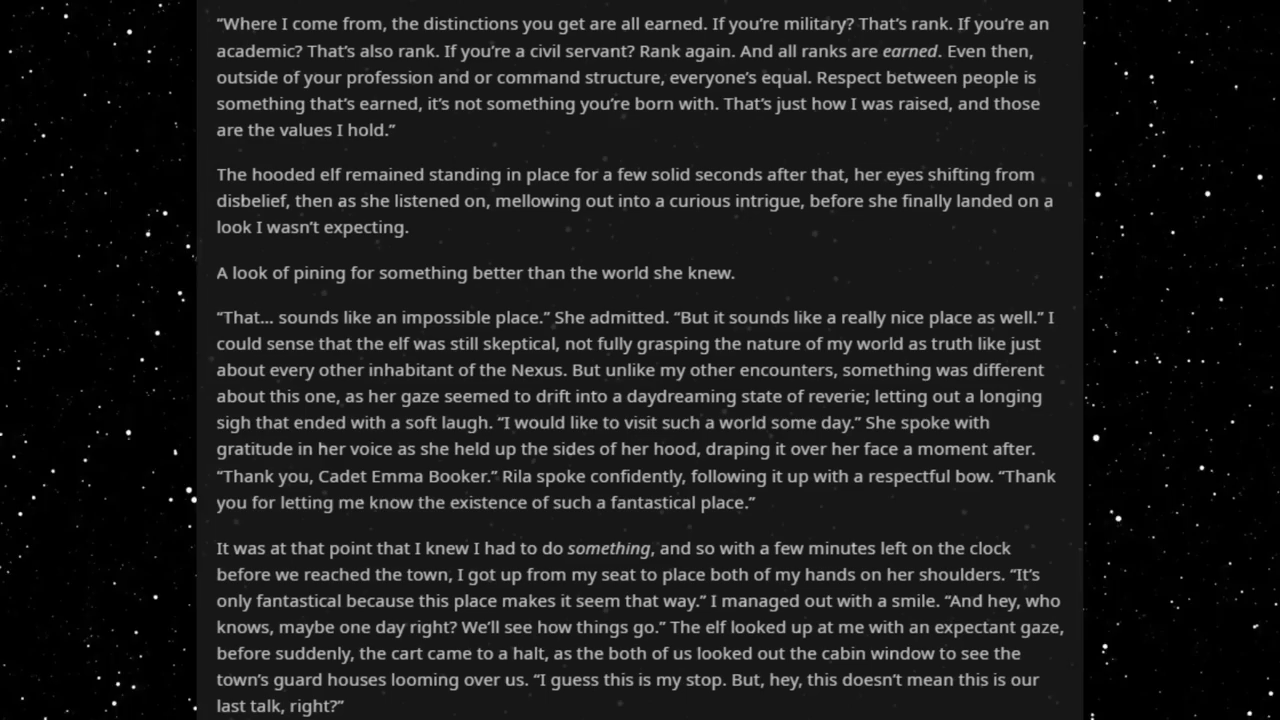 “Where I come from, the distinctions you get are all earned. If you’re military? That’s rank. If you’re an
academic? That’s also rank. If you’re a civil servant? Rank again. And all ranks are earned. Even then,
outside of your profession and or command structure, everyone’s equal. Respect between people is
something that’s earned, it’s not something you’re born with. That’s just how I was raised, and those
are the values I hold.”
The hooded elf remained standing in place for a few solid seconds after that, her eyes shifting from
disbelief, then as she listened on, mellowing out into a curious intrigue, before she finally landed on a
look I wasn’t expecting.
A look of pining for something better than the world she knew.
“That… sounds like an impossible place.” She admitted. “But it sounds like a really nice place as well.” I
could sense that the elf was still skeptical, not fully grasping the nature of my world as truth like just
about every other inhabitant of the Nexus. But unlike my other encounters, something was different
about this one, as her gaze seemed to drift into a daydreaming state of reverie; letting out a longing
sigh that ended with a soft laugh. “I would like to visit such a world some day.” She spoke with
gratitude in her voice as she held up the sides of her hood, draping it over her face a moment after.
“Thank you, Cadet Emma Booker.” Rila spoke confidently, following it up with a respectful bow. “Thank
you for letting me know the existence of such a fantastical place.”
It was at that point that I knew I had to do something, and so with a few minutes left on the clock
before we reached the town, I got up from my seat to place both of my hands on her shoulders. “It’s
only fantastical because this place makes it seem that way.” I managed out with a smile. “And hey, who
knows, maybe one day right? We’ll see how things go.” The elf looked up at me with an expectant gaze,
before suddenly, the cart came to a halt, as the both of us looked out the cabin window to see the
town’s guard houses looming over us. “I guess this is my stop. But, hey, this doesn’t mean this is our
last talk, right?”